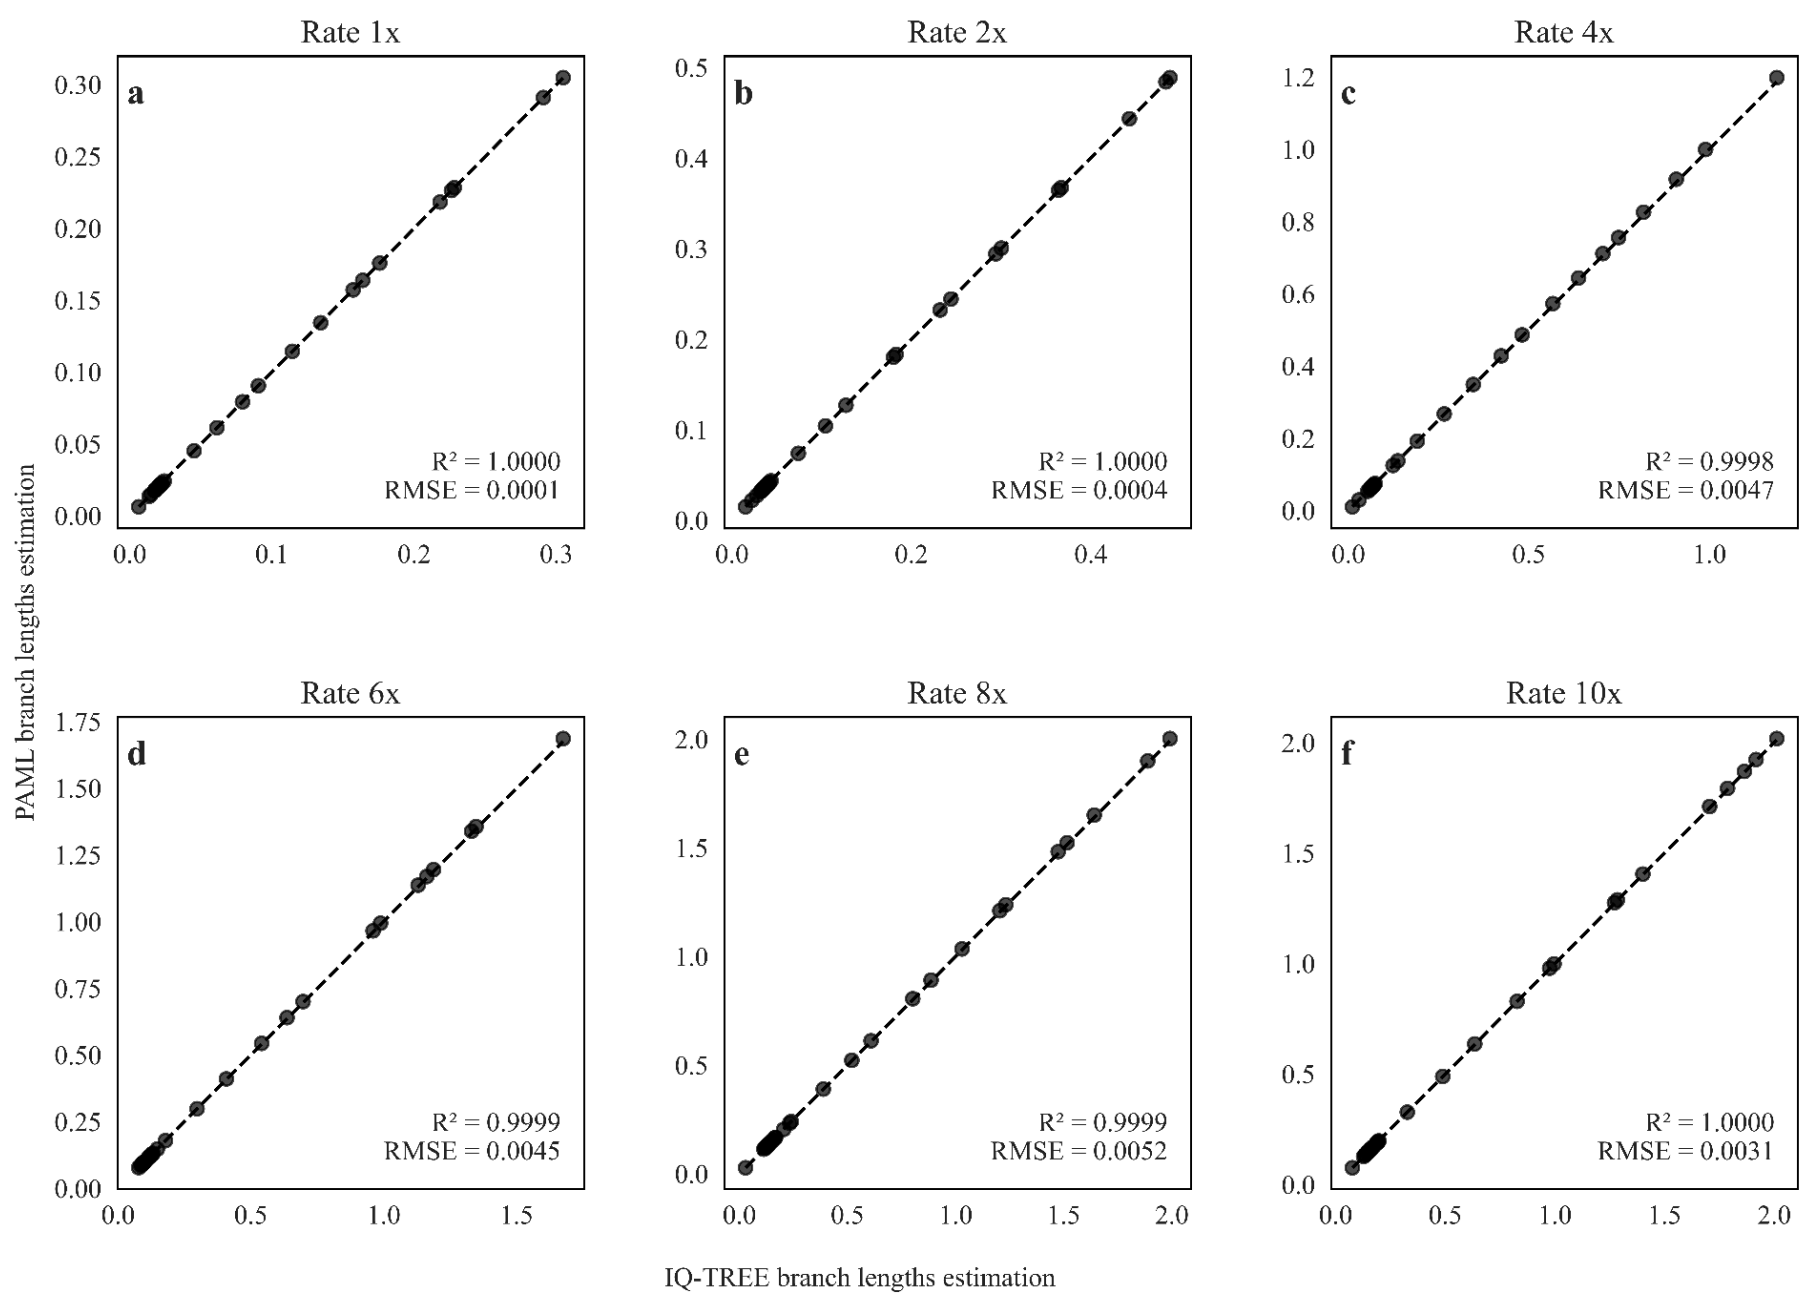 Rate 1x
Rate 2x
Rate 4x
a
0.30
0.25
0.20
0.15
0.10
0.05
0.00
R² = 1.0000
RMSE = 0.0001
0.0 0.1 0.2 0.3
b
0.5
0.4
0.3
0.2
0.1
0.0
R² = 1.0000
RMSE = 0.0004
0.0 0.2 0.4
c
1.2
1.0
0.8
0.6
0.4
0.2
0.0
R² = 0.9998
RMSE = 0.0047
0.0 0.5 1.0
PAML branch lengths estimation
Rate 6x
Rate 8x
Rate 10x
d
1.75
1.50
1.25
1.00
0.75
0.50
0.25
0.00
R² = 0.9999
RMSE = 0.0045
0.0 0.5 1.0 1.5
e
2.0
1.5
1.0
0.5
0.0
R² = 0.9999
RMSE = 0.0052
0.0 0.5 1.0 1.5 2.0
f
2.0
1.5
1.0
0.5
0.0
R² = 1.0000
RMSE = 0.0031
0.0 0.5 1.0 1.5 2.0
IQ-TREE branch lengths estimation